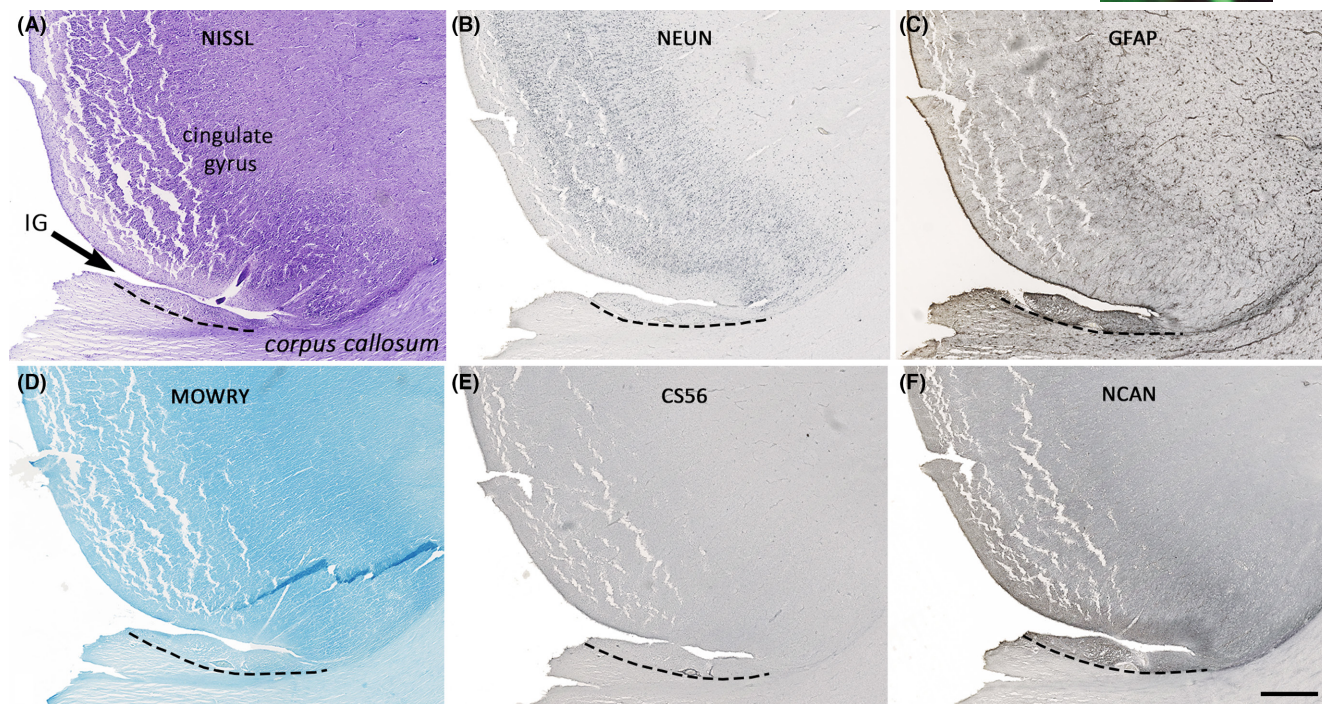 (A)
NISSL
cingulate
gyrus
IG
corpus callosum
(B)
NEUN
(C)
GFAP
(D)
MOWRY
(E)
CS56
(F)
NCAN